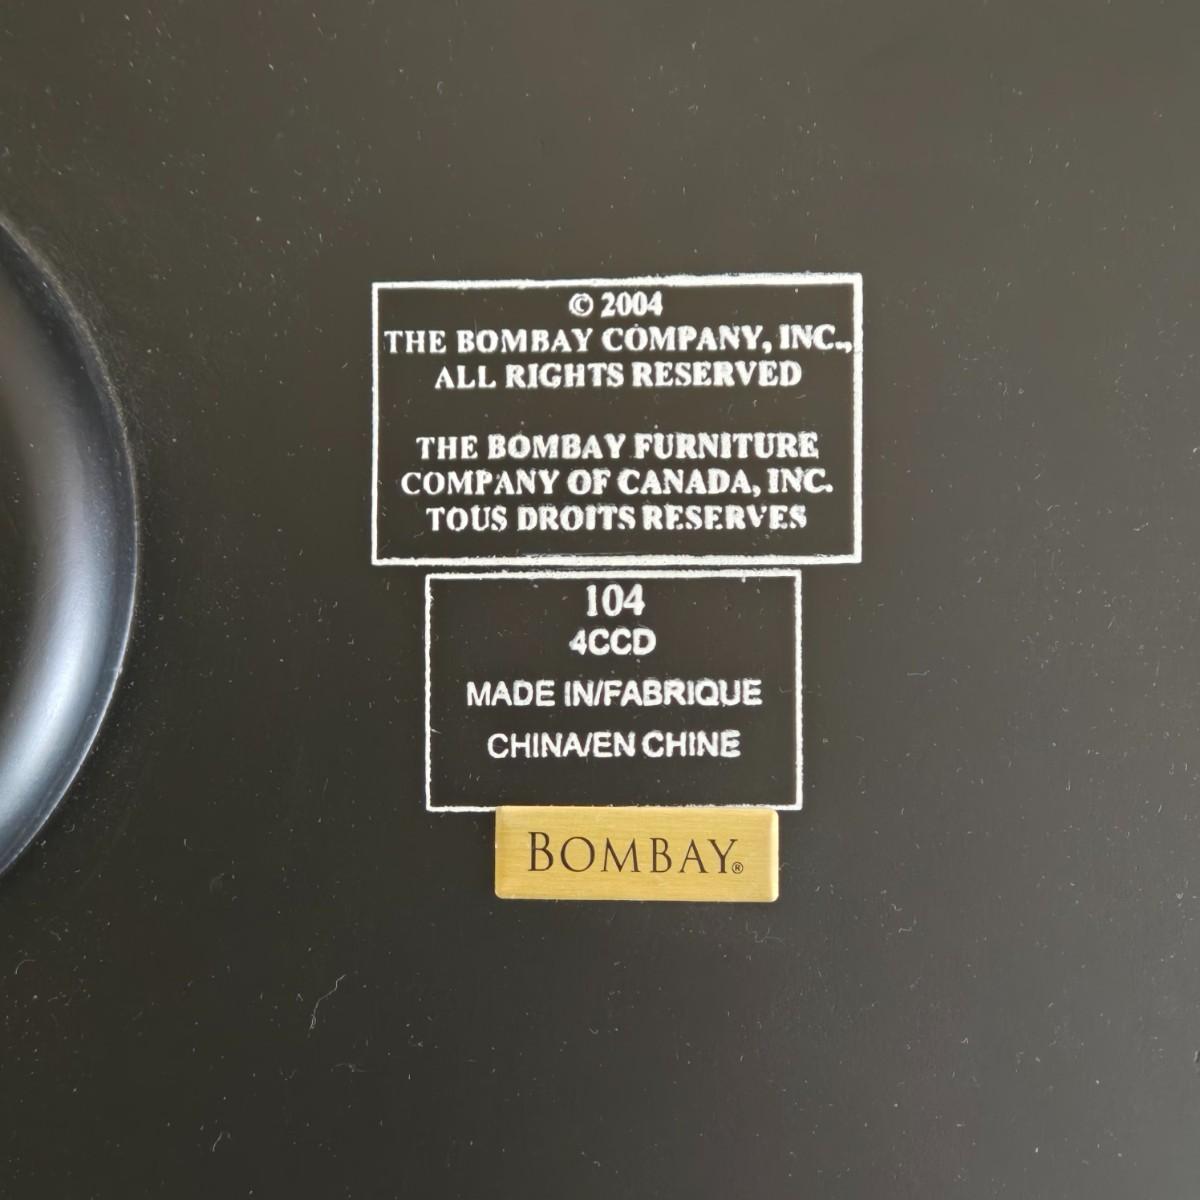 © 2004
THE BOMBAY COMPANY, INC.,
ALL RIGHTS RESERVED
THE BOMBAY FURNITURE
COMPANY OF CANADA, INC.
TOUS DROITS RESERVES
104
4CCD
MADE IN/FABRIQUE
CHINA/EN CHINE
BOMBAY®